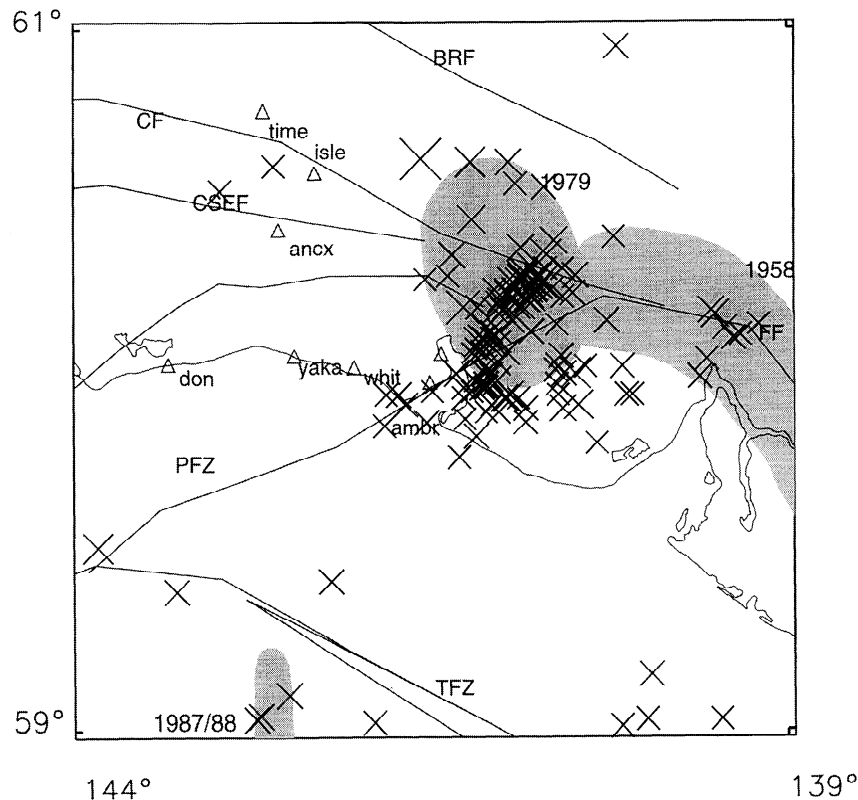 61°
BRF
CF
time
isle
1979
CSEF
ancx
1958
FF
don
yaka
whit
ambr
PFZ
TFZ
59°
1987/88
144°
139°